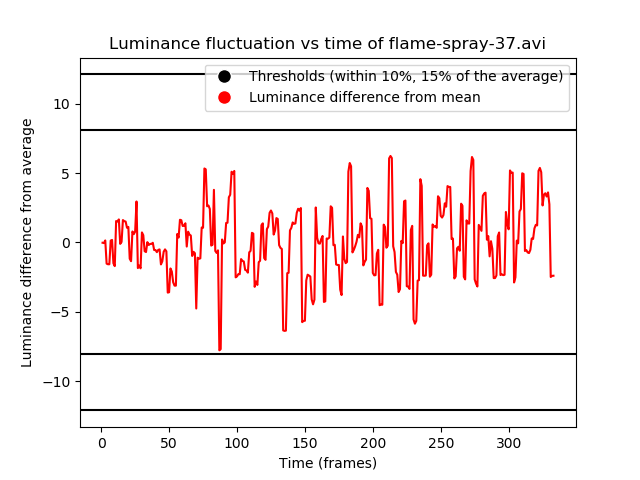 Luminance fluctuation vs time of flame-spray-37.avi
Thresholds (within 10%, 15% of the average)
Luminance difference from mean
Luminance difference from average
10
5
0
−5
−10
0 50 100 150 200 250 300
Time (frames)